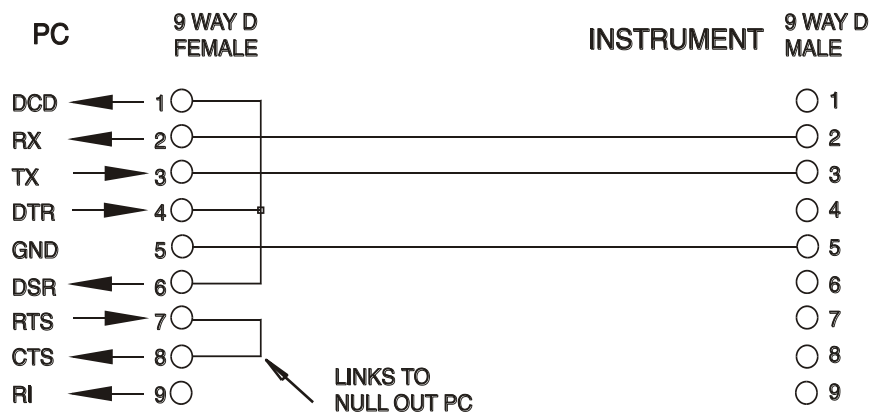 PC 9 WAY D FEMALE INSTRUMENT 9 WAY D MALE
DCD 1 1
RX 2 2
TX 3 3
DTR 4 4
GND 5 5
DSR 6 6
RTS 7 7
CTS 8 8
RI 9 9
LINKS TO
NULL OUT PC